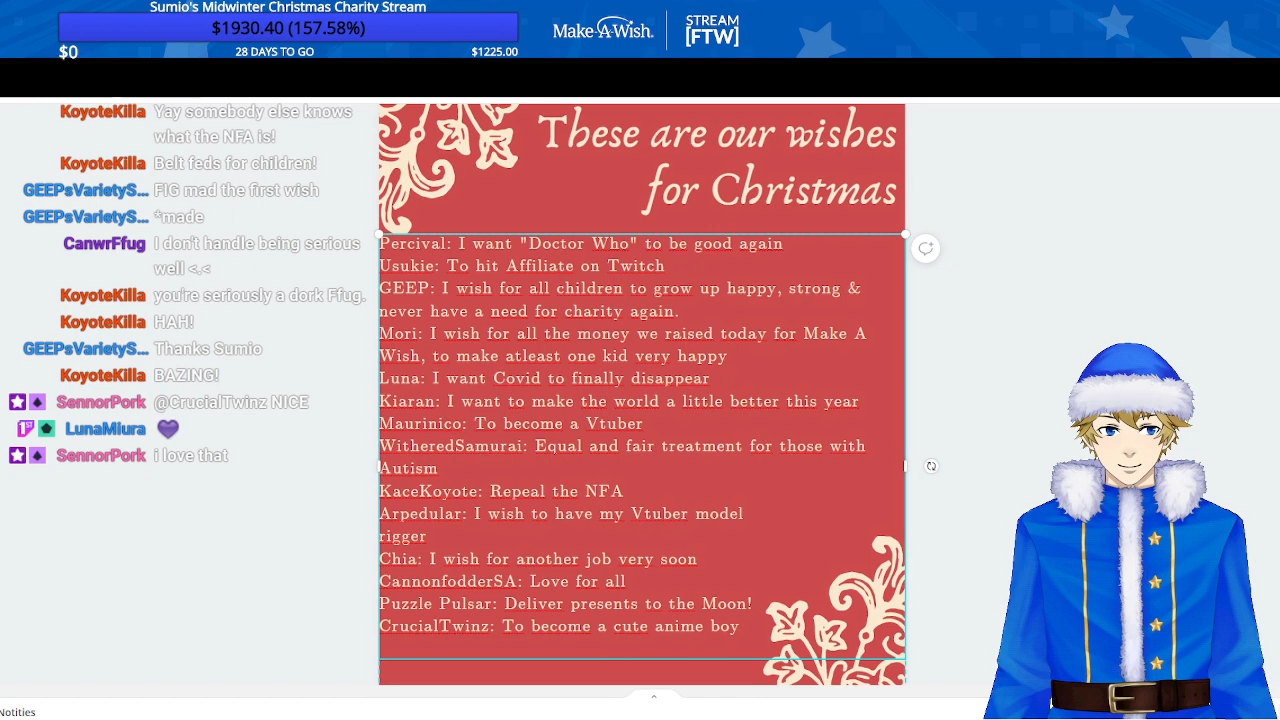 Sumio's Midwinter Christmas Charity Stream
$1930.40 (157.58%)
$0
28 DAYS TO GO
$1225.00
Make-A-Wish.
STREAM
[FTW]
KoyoteKilla Yay somebody else knows
what the NFA is!
KoyoteKilla Belt feds for children!
GEEPsVarietyS... FIG mad the first wish
GEEPsVarietyS... *made
CanwrFfug I don't handle being serious
well <.<
KoyoteKilla you're seriously a dork Ffug.
KoyoteKilla HAH!
GEEPsVarietyS... Thanks Sumio
KoyoteKilla BAZING!
SennorPork @CrucialTwinz NICE
LunaMiura 💜
SennorPork i love that
These are our wishes
for Christmas
Percival: I want "Doctor Who" to be good again
Usukie: To hit Affiliate on Twitch
GEEP: I wish for all children to grow up happy, strong &
never have a need for charity again.
Mori: I wish for all the money we raised today for Make A
Wish, to make atleast one kid very happy
Luna: I want Covid to finally disappear
Kiaran: I want to make the world a little better this year
Maurinico: To become a Vtuber
WitheredSamurai: Equal and fair treatment for those with
Autism
KaceKoyote: Repeal the NFA
Arpedular: I wish to have my Vtuber model
rigger
Chia: I wish for another job very soon
CannonfodderSA: Love for all
Puzzle Pulsar: Deliver presents to the Moon!
CrucialTwinz: To become a cute anime boy
Notities